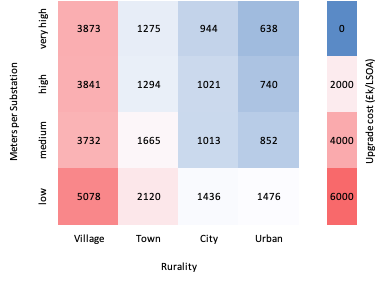 very high 3873 1275 944 638 0
high 3841 1294 1021 740 2000
medium 3732 1665 1013 852 4000
low 5078 2120 1436 1476 6000
Village Town City Urban
Rurality
Meters per Substation
Upgrade cost (£k/LSOA)